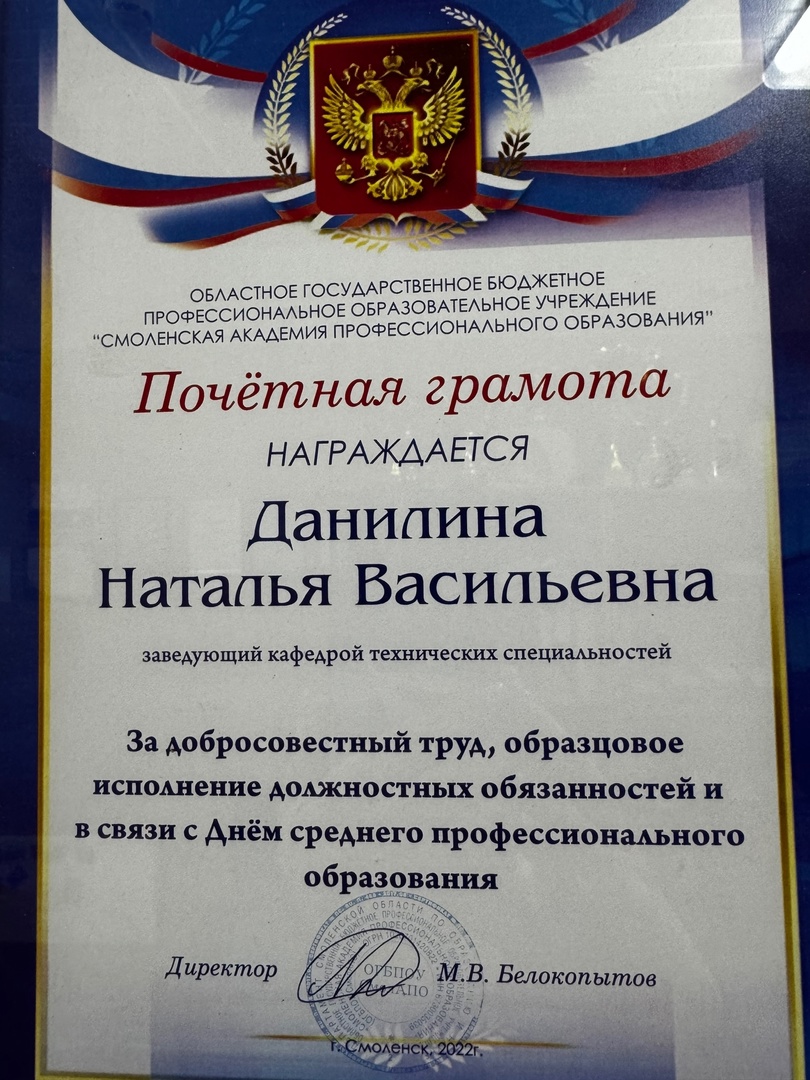 ОБЛАСТНОЕ ГОСУДАРСТВЕННОЕ БЮДЖЕТНОЕ
ПРОФЕССИОНАЛЬНОЕ ОБРАЗОВАТЕЛЬНОЕ УЧРЕЖДЕНИЕ
“СМОЛЕНСКАЯ АКАДЕМИЯ ПРОФЕССИОНАЛЬНОГО ОБРАЗОВАНИЯ”
Почётная грамота
НАГРАЖДАЕТСЯ
Данилина
Наталья Васильевна
заведующий кафедрой технических специальностей
За добросовестный труд, образцовое
исполнение должностных обязанностей и
в связи с Днём среднего профессионального
образования
Директор М.В. Белокопытов
ОГБПОУ
г. Смоленск, 2022г.